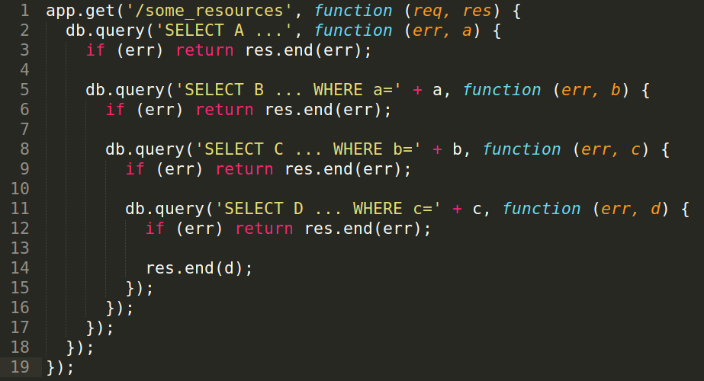 1 app.get('/some_resources', function (req, res) {
2   db.query('SELECT A ...', function (err, a) {
3     if (err) return res.end(err);
4
5     db.query('SELECT B ... WHERE a=' + a, function (err, b) {
6       if (err) return res.end(err);
7
8       db.query('SELECT C ... WHERE b=' + b, function (err, c) {
9         if (err) return res.end(err);
10
11         db.query('SELECT D ... WHERE c=' + c, function (err, d) {
12           if (err) return res.end(err);
13
14           res.end(d);
15         });
16       });
17     });
18   });
19 });